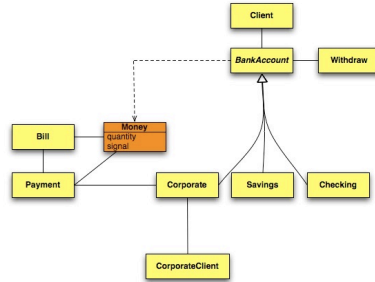 Client
BankAccount
Withdraw
Money
quantity
signal
Bill
Payment
Corporate
Savings
Checking
CorporateClient